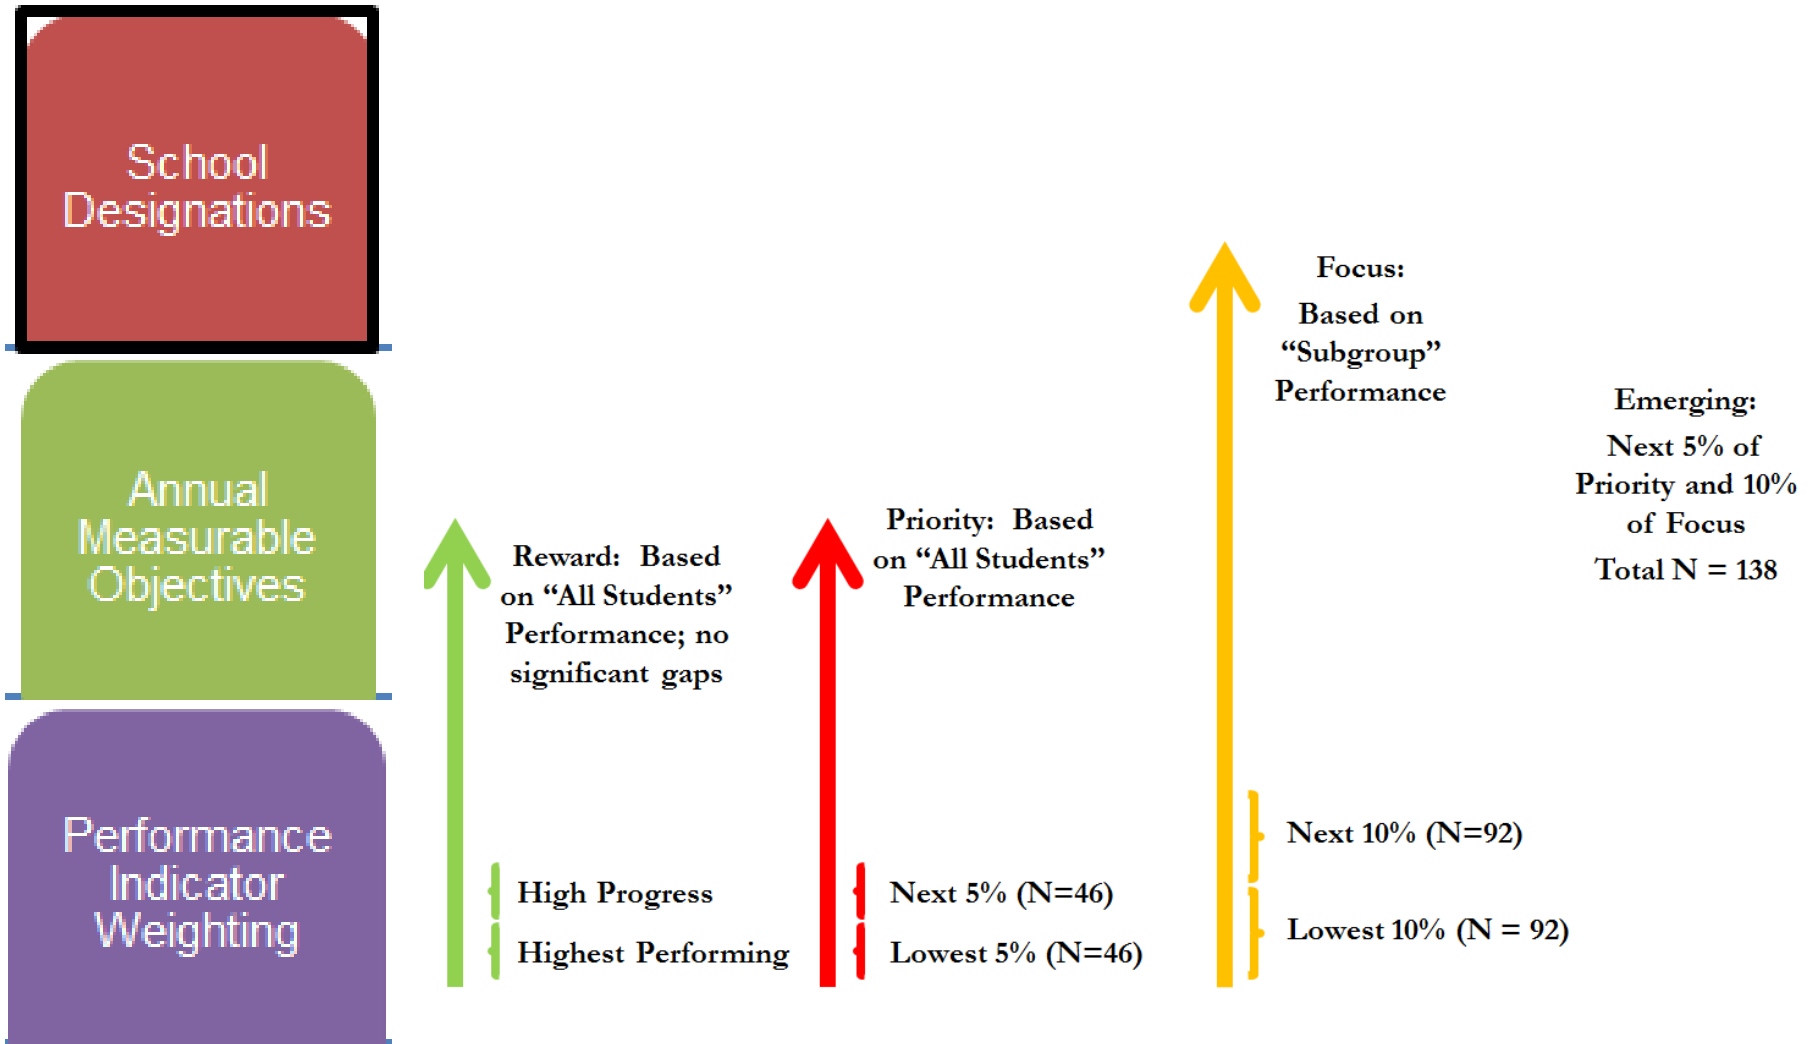 School
Designations
Annual
Measurable
Objectives
Performance
Indicator
Weighting
Reward:  Based
on “All Students”
Performance; no
significant gaps
High Progress
Highest Performing
Priority:  Based
on “All Students”
Performance
Next 5% (N=46)
Lowest 5% (N=46)
Focus:
Based on
“Subgroup”
Performance
Next 10% (N=92)
Lowest 10% (N = 92)
Emerging:
Next 5% of
Priority and 10%
of Focus
Total N = 138